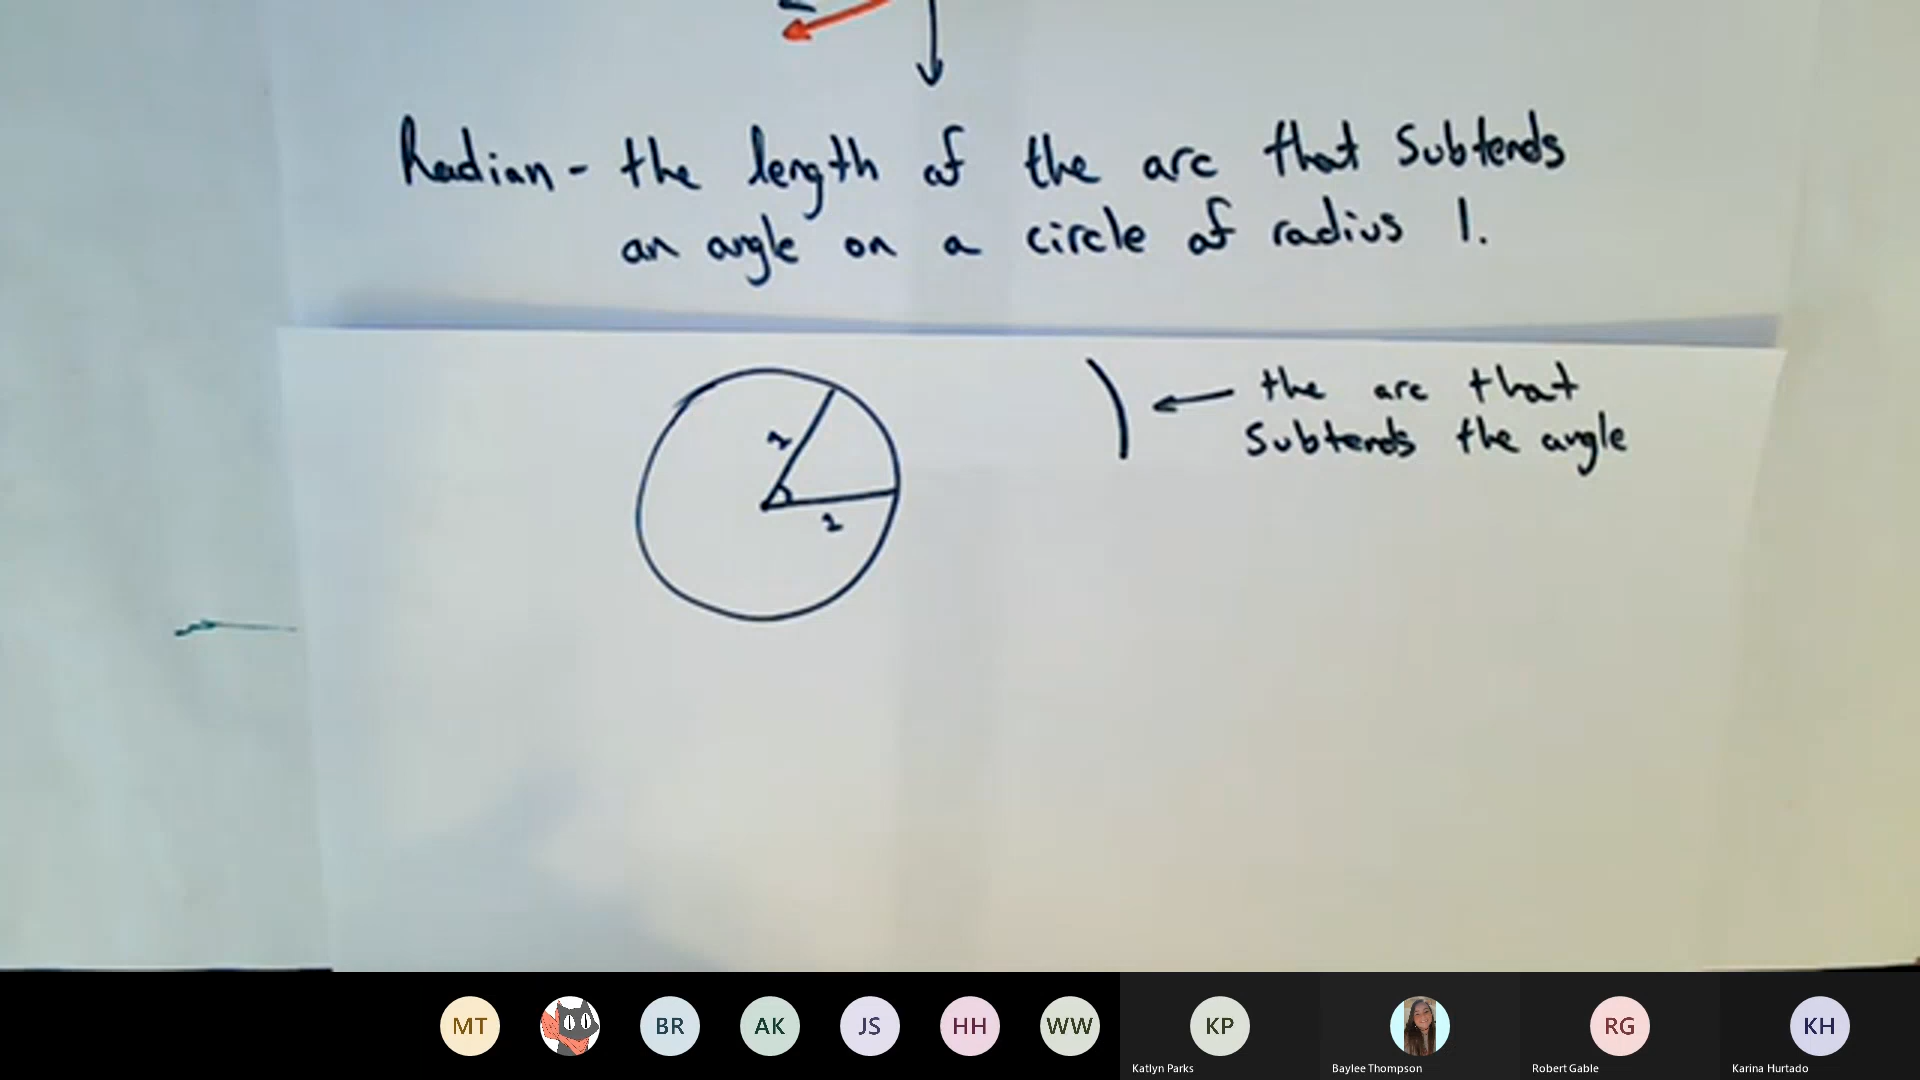 Radian - the length of the arc that Subtends
an angle on a circle of radius 1.
the arc that
Subtends the angle
1
1
MT
BR
AK
JS
HH
WW
KP
RG
KH
Katlyn Parks
Baylee Thompson
Robert Gable
Karina Hurtado